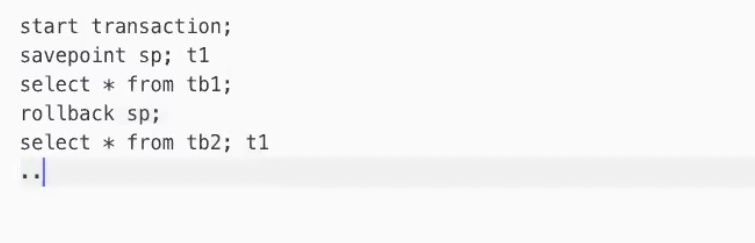 start transaction;
savepoint sp; t1
select * from tb1;
rollback sp;
select * from tb2; t1
..